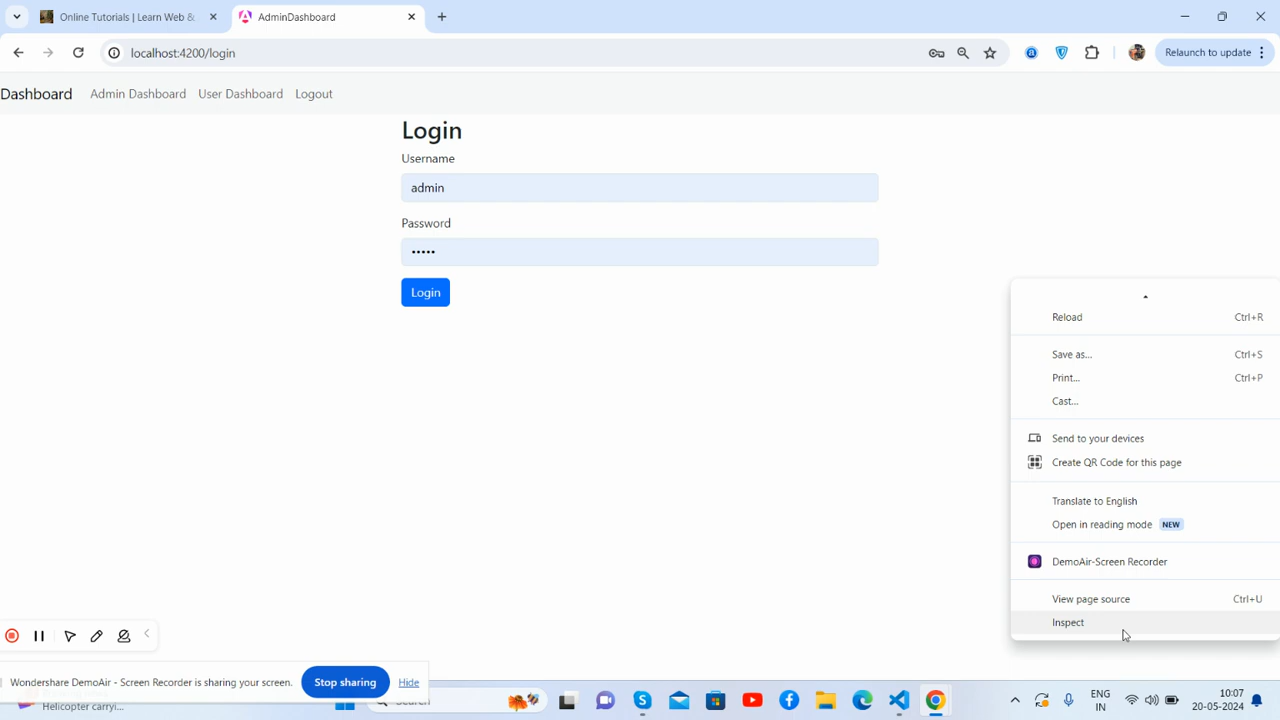 Online Tutorials | Learn Web &
AdminDashboard
localhost:4200/login
Relaunch to update
Dashboard
Admin Dashboard
User Dashboard
Logout
Login
Username
admin
Password
•••••
Login
Reload Ctrl+R
Save as... Ctrl+S
Print... Ctrl+P
Cast...
Send to your devices
Create QR Code for this page
Translate to English
Open in reading mode NEW
DemoAir-Screen Recorder
View page source Ctrl+U
Inspect
Wondershare DemoAir - Screen Recorder is sharing your screen.
Stop sharing
Hide
Helicopter carryi...
Search
ENG
IN
10:07
20-05-2024